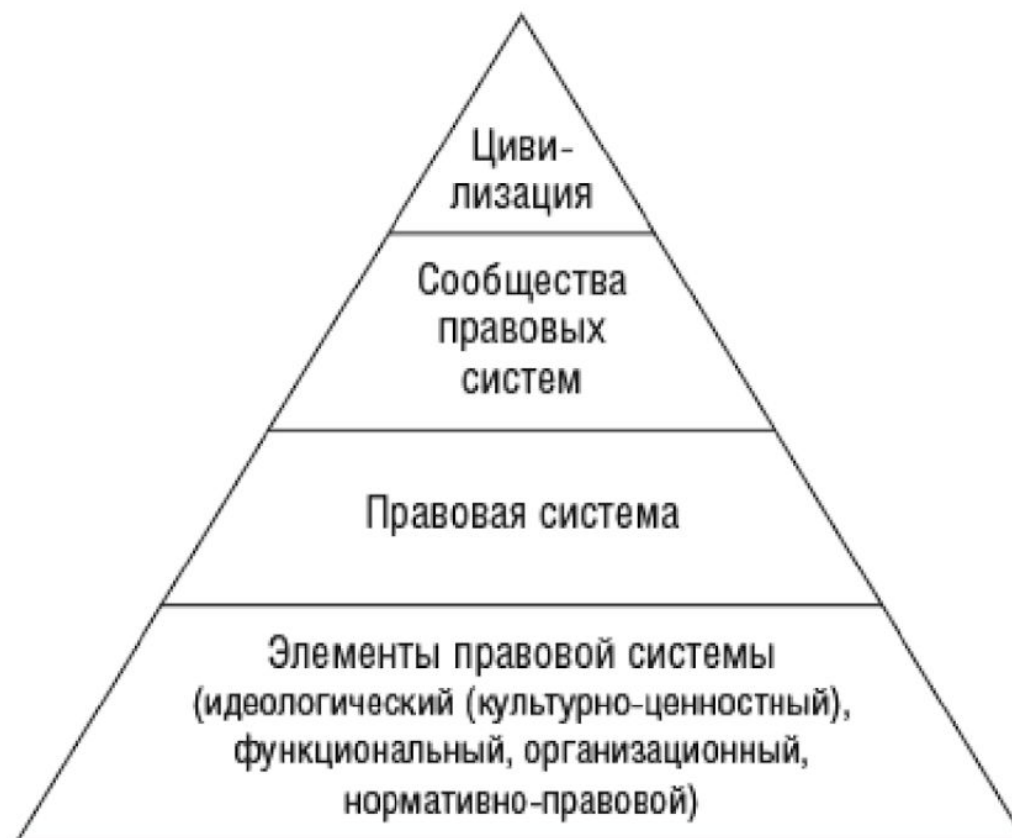 Циви-
лизация
Сообщества
правовых
систем
Правовая система
Элементы правовой системы
(идеологический (культурно-ценностный),
функциональный, организационный,
нормативно-правовой)